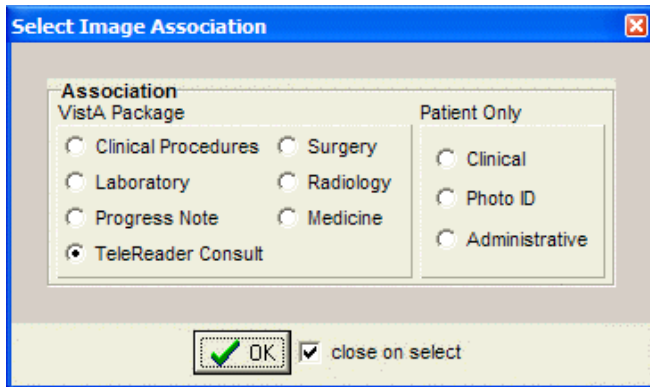 Select Image Association
Association
VistA Package
Patient Only
Clinical Procedures
Surgery
Laboratory
Radiology
Progress Note
Medicine
TeleReader Consult
Clinical
Photo ID
Administrative
OK
close on select